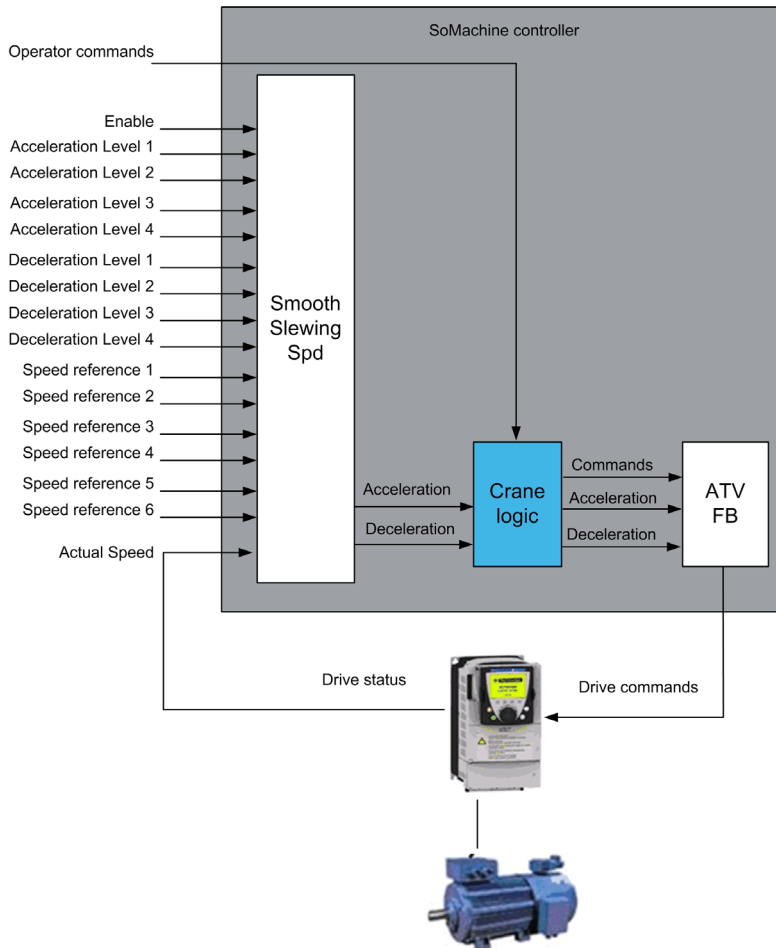 SoMachine controller
Operator commands
Enable
Acceleration Level 1
Acceleration Level 2
Acceleration Level 3
Acceleration Level 4
Deceleration Level 1
Deceleration Level 2
Deceleration Level 3
Deceleration Level 4
Speed reference 1
Speed reference 2
Speed reference 3
Speed reference 4
Speed reference 5
Speed reference 6
Actual Speed
Smooth
Slewing
Spd
Acceleration
Deceleration
Crane
logic
Commands
Acceleration
Deceleration
ATV
FB
Drive status
Drive commands